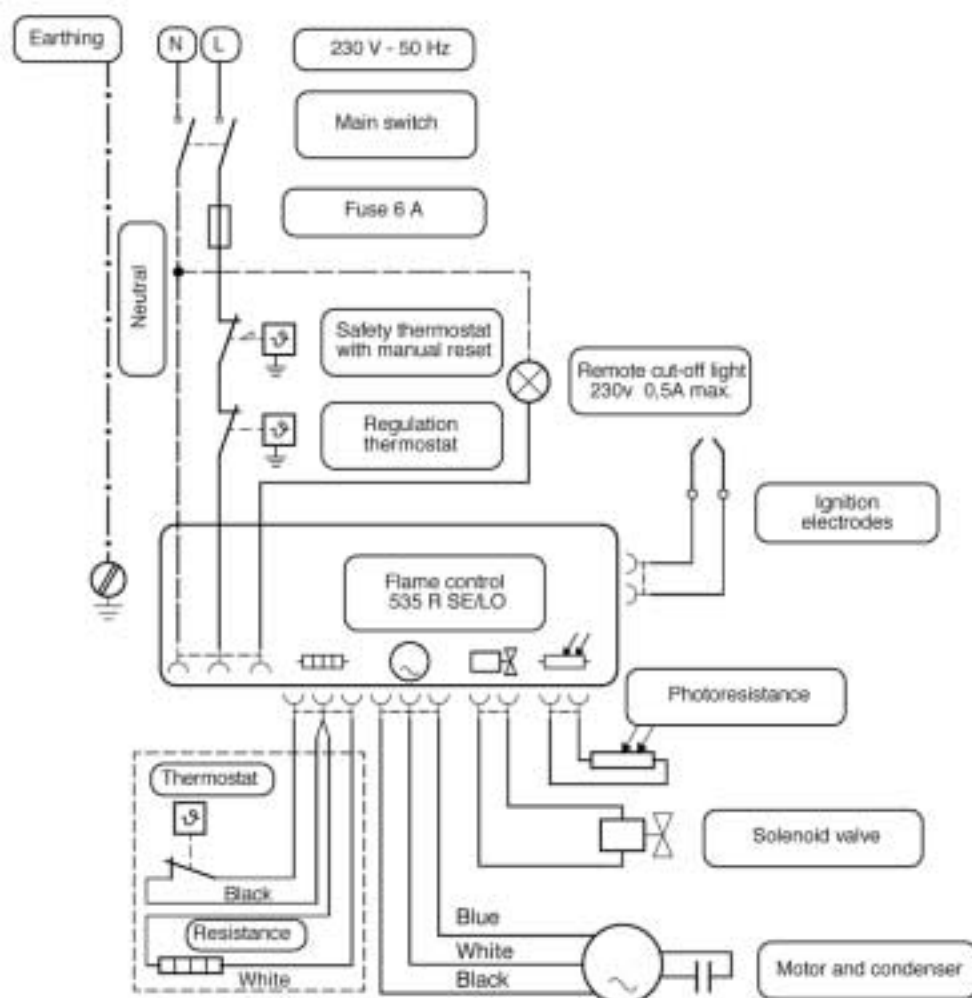 Earthing
N
L
230 V - 50 Hz
Main switch
Fuse 6 A
Neutral
Safety thermostat
with manual reset
Remote cut-off light
230v 0,5A max.
Regulation
thermostat
Ignition
electrodes
Flame control
535 R SE/LO
Photoresistance
Thermostat
Solenoid valve
Black
Blue
Resistance
White
White
Black
Motor and condenser